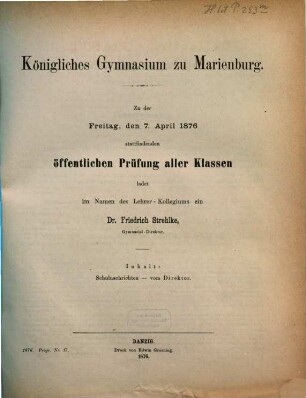 Königliches Gymnasium zu Marienburg.
Zu der
Freitag, den 7. April 1876
stattfindenden
öffentlichen Prüfung aller Klassen
ladet
im Namen des Lehrer-Kollegiums ein
Dr. Friedrich Strehlke,
Gymnasial-Direktor.
Inhalt:
Schulnachrichten — vom Direktor.
DANZIG.
Druck von Edwin Groening.
1876.
1876. Progr. Nr. 17.